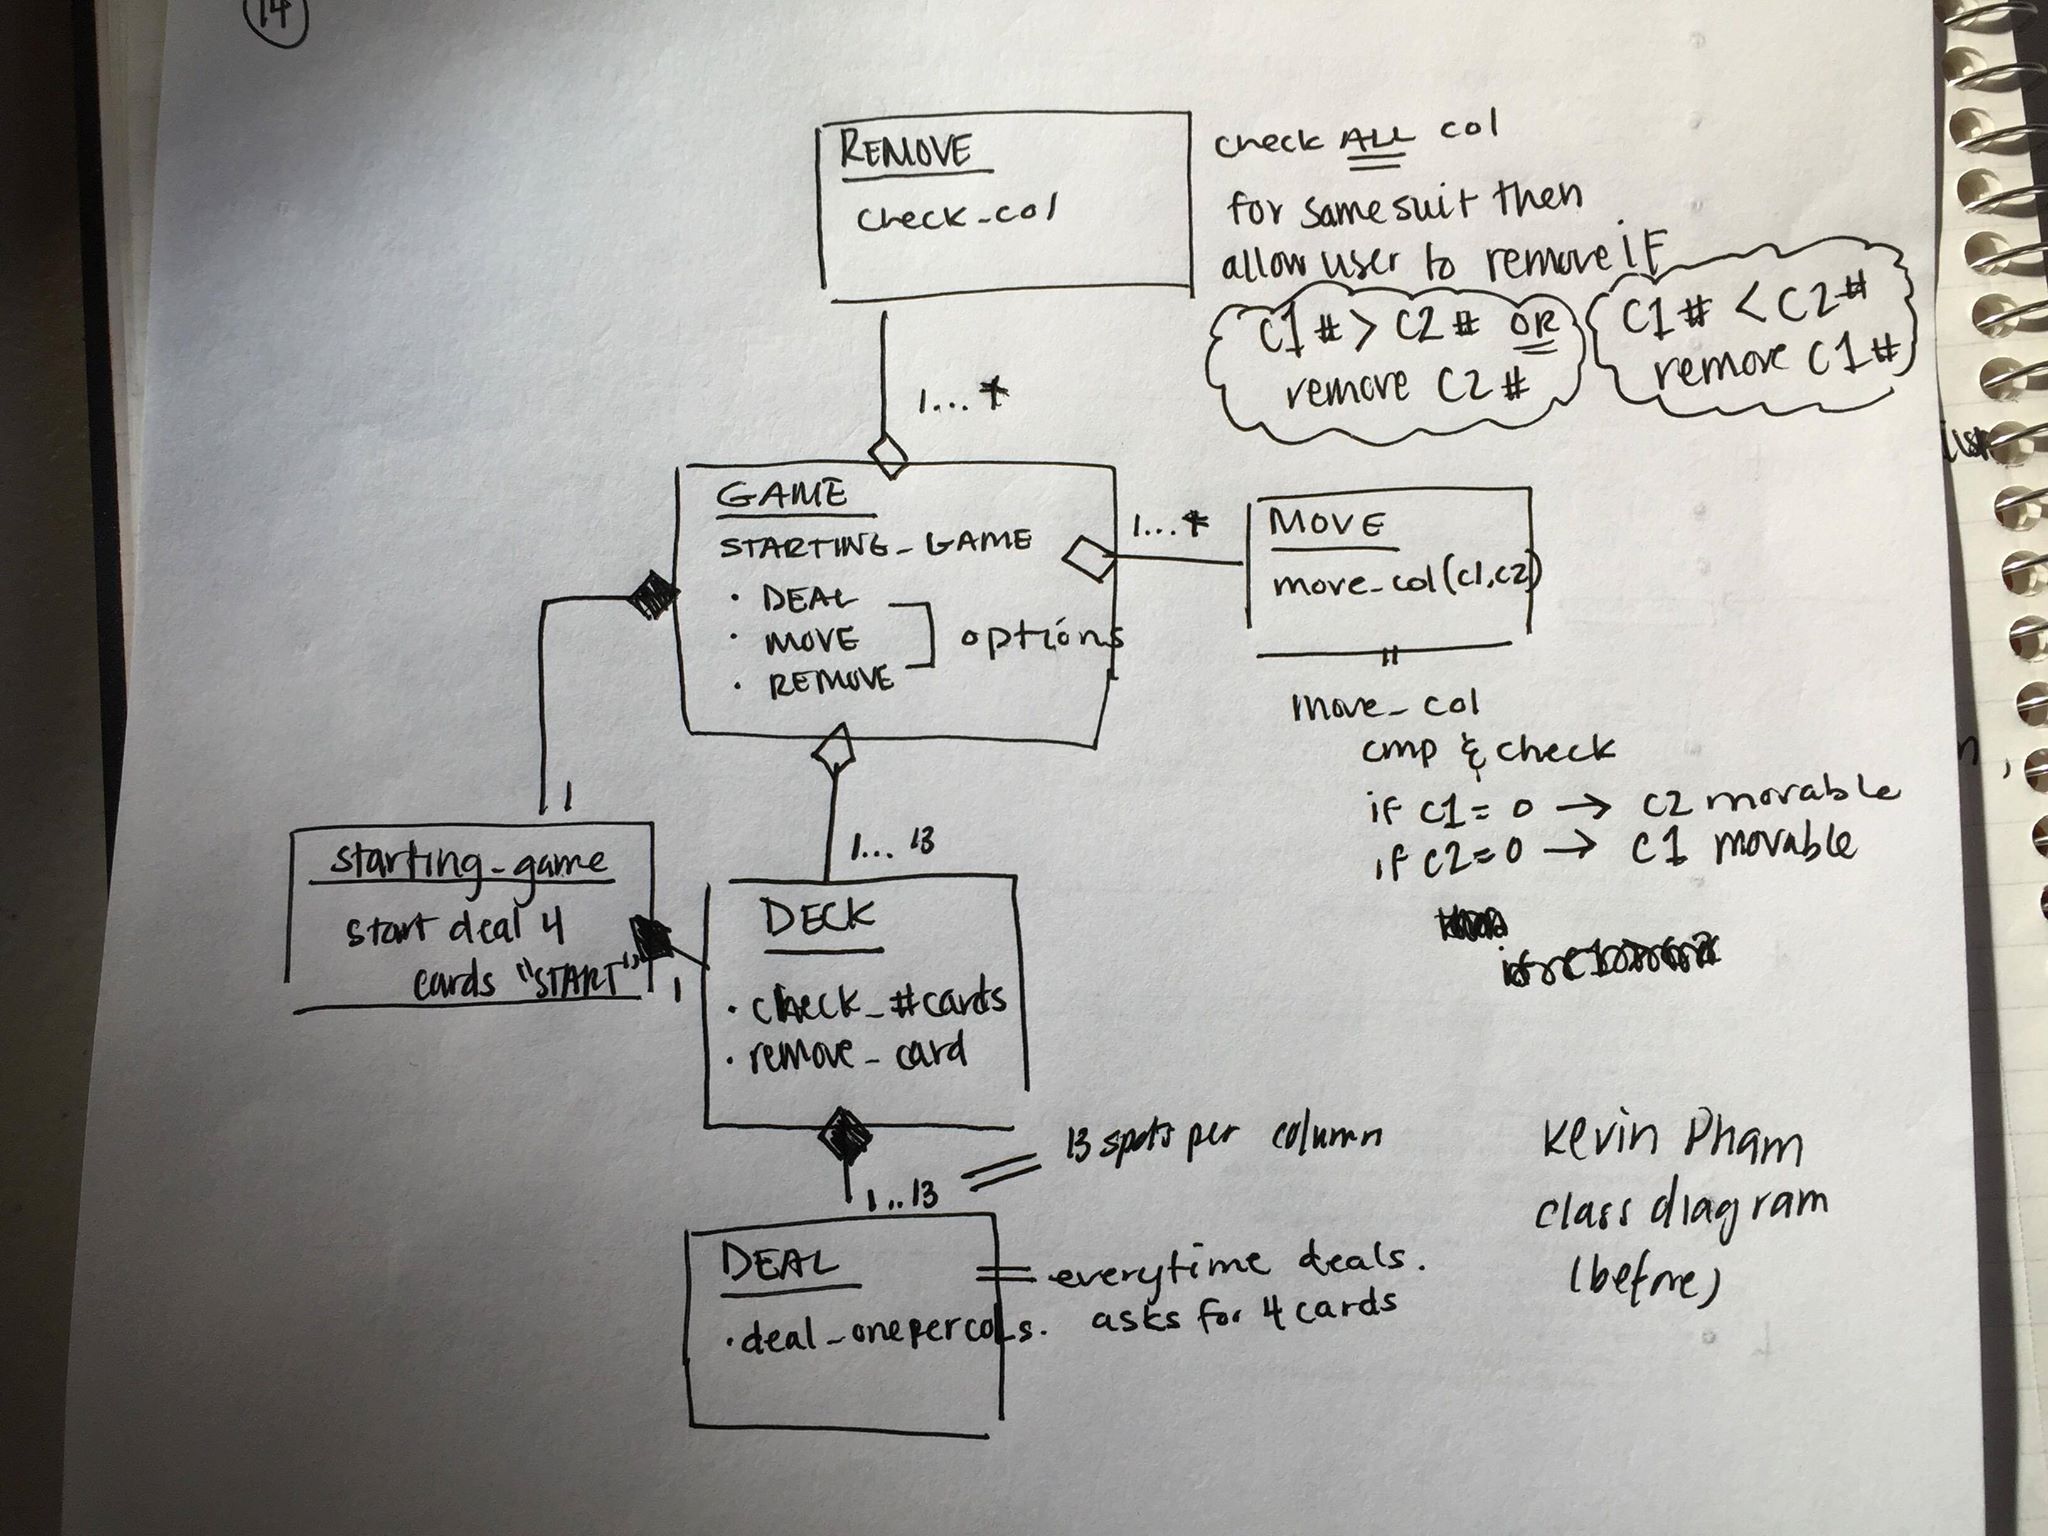 14
REMOVE
check_col
check ALL col
for same suit then
allow user to remove if
C1 # > C2 # OR
remove C2 #
C1 # < C2 #
remove C1 #
1...*
GAME
STARTING_GAME
• DEAL
• MOVE
• REMOVE
options
1...*
MOVE
move_col(c1,c2)
move_col
cmp & check
if c1 = 0 → c2 movable
if c2 = 0 → c1 movable
1
1... 13
starting_game
start deal 4
cards "START"
1
DECK
• check_#cards
• remove_card
1..13
13 spots per column
DEAL
• deal_onepercols.
everytime deals.
asks for 4 cards
Kevin Pham
class diagram
(before)